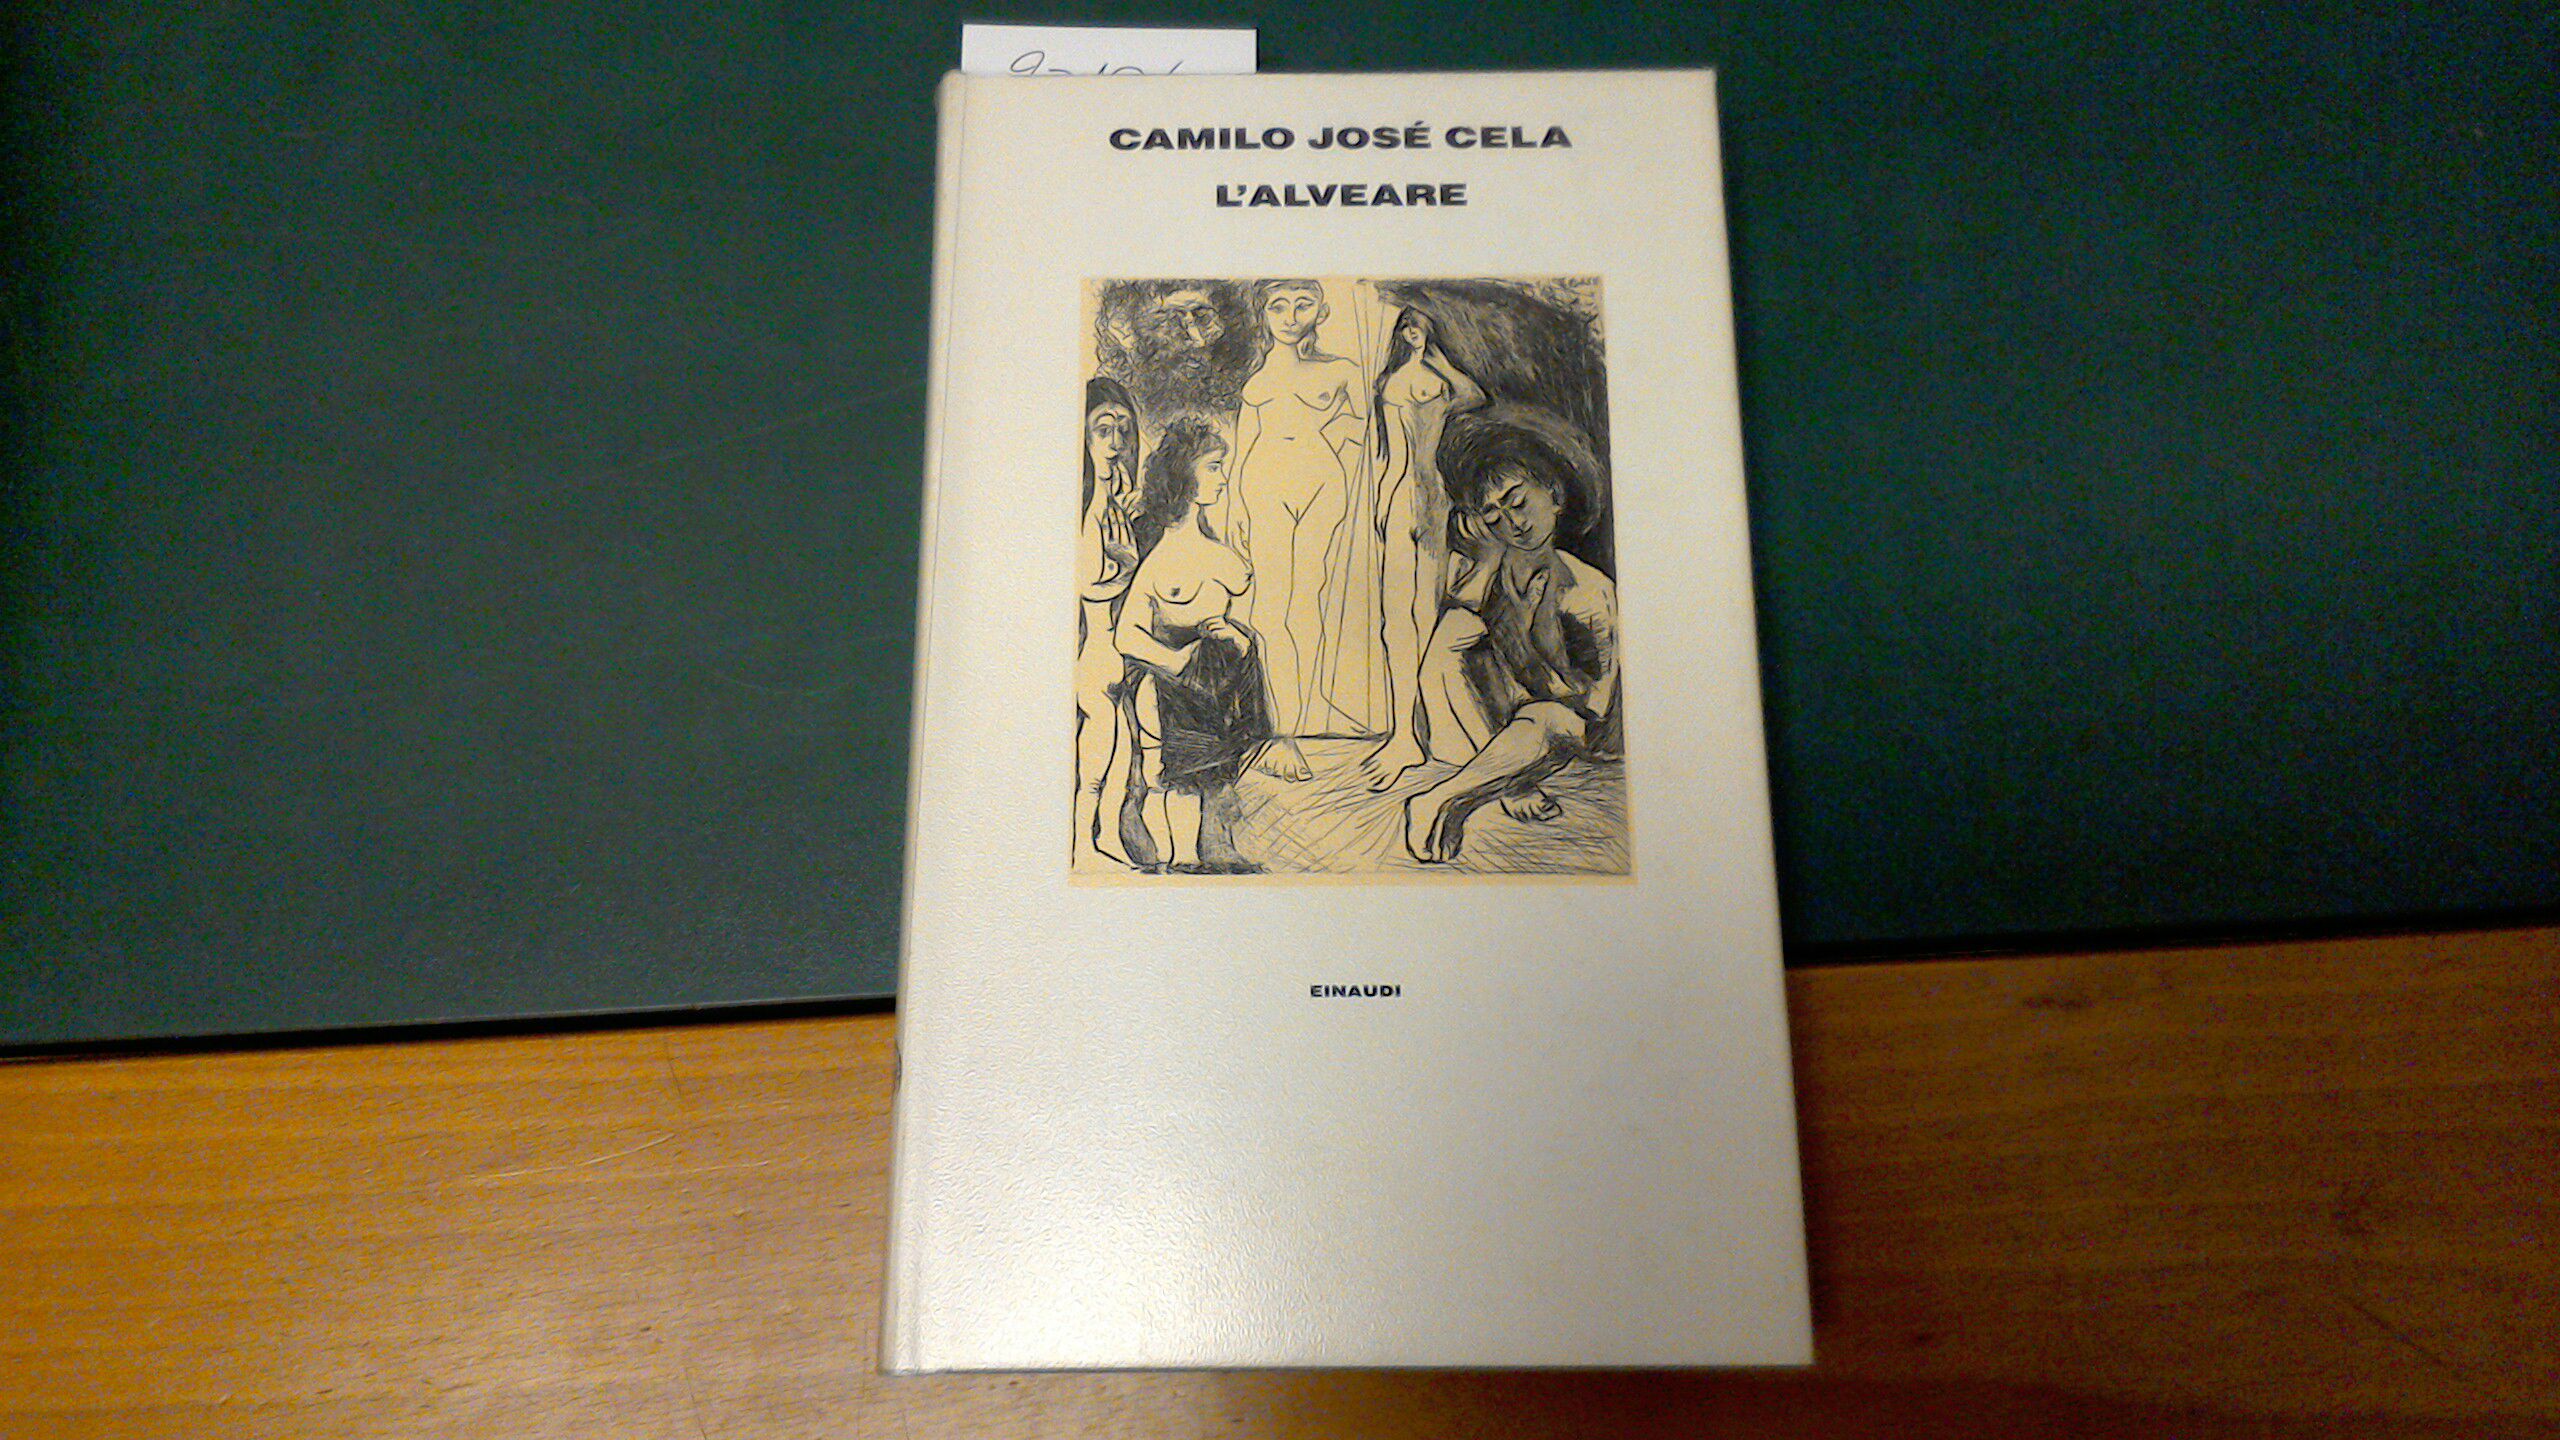 CAMILO JOSÉ CELA
L'ALVEARE
EINAUDI